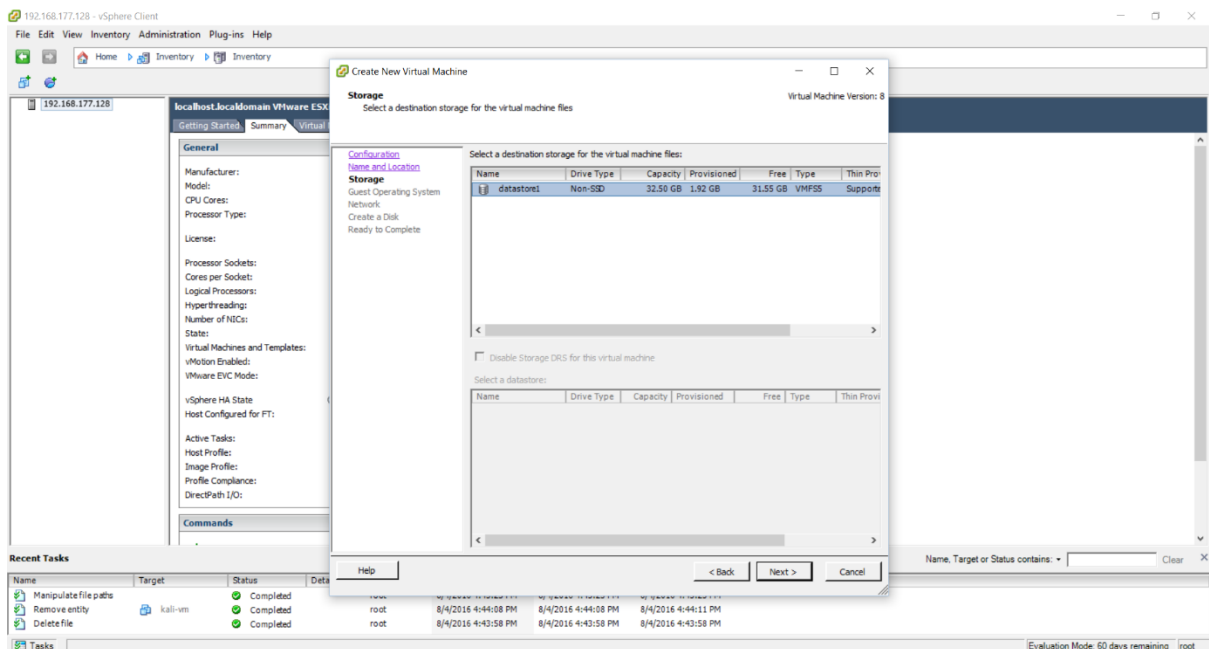 192.168.177.128 - vSphere Client
File Edit View Inventory Administration Plug-ins Help
Home Inventory Inventory
192.168.177.128
localhost.localdomain VMware ESX
Getting Started Summary Virtual
General
Manufacturer:
Model:
CPU Cores:
Processor Type:
License:
Processor Sockets:
Cores per Socket:
Logical Processors:
Hyperthreading:
Number of NICs:
State:
Virtual Machines and Templates:
vMotion Enabled:
VMware EVC Mode:
vSphere HA State
Host Configured for FT:
Active Tasks:
Host Profile:
Image Profile:
Profile Compliance:
DirectPath I/O:
Commands
Create New Virtual Machine
Storage
Select a destination storage for the virtual machine files
Virtual Machine Version: 8
Configuration
Name and Location
Storage
Guest Operating System
Network
Create a Disk
Ready to Complete
Select a destination storage for the virtual machine files:
Name Drive Type Capacity Provisioned Free Type Thin Pro
datastore1 Non-SSD 32.50 GB 1.92 GB 31.55 GB VMFS5 Supporte
Disable Storage DRS for this virtual machine
Select a datastore:
Name Drive Type Capacity Provisioned Free Type Thin Provi
Help < Back Next > Cancel
Recent Tasks
Name, Target or Status contains: Clear
Name Target Status Deta
Manipulate file paths Completed
Remove entity kali-vm Completed root 8/4/2016 4:44:08 PM 8/4/2016 4:44:08 PM 8/4/2016 4:44:11 PM
Delete file Completed root 8/4/2016 4:43:58 PM 8/4/2016 4:43:58 PM 8/4/2016 4:43:58 PM
Tasks Evaluation Mode: 60 days remaining root